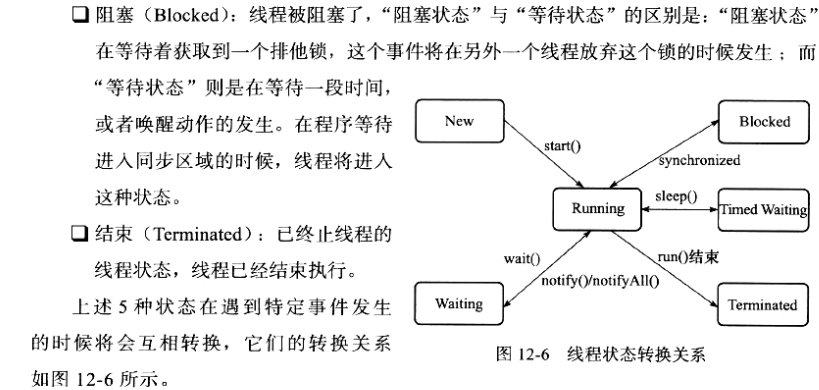 ❑ 阻塞（Blocked）：线程被阻塞了，“阻塞状态”与“等待状态”的区别是：“阻塞状态”
在等待着获取到一个排他锁，这个事件将在另外一个线程放弃这个锁的时候发生；而
“等待状态”则是在等待一段时间，
或者唤醒动作的发生。在程序等待
进入同步区域的时候，线程将进入
这种状态。
❑ 结束（Terminated）：已终止线程的
线程状态，线程已经结束执行。
上述 5 种状态在遇到特定事件发生
的时候将会互相转换，它们的转换关系
如图 12-6 所示。
New
Blocked
start()
synchronized
Running
sleep()
Timed Waiting
wait()
run()结束
notify()/notifyAll()
Waiting
Terminated
图 12-6 线程状态转换关系